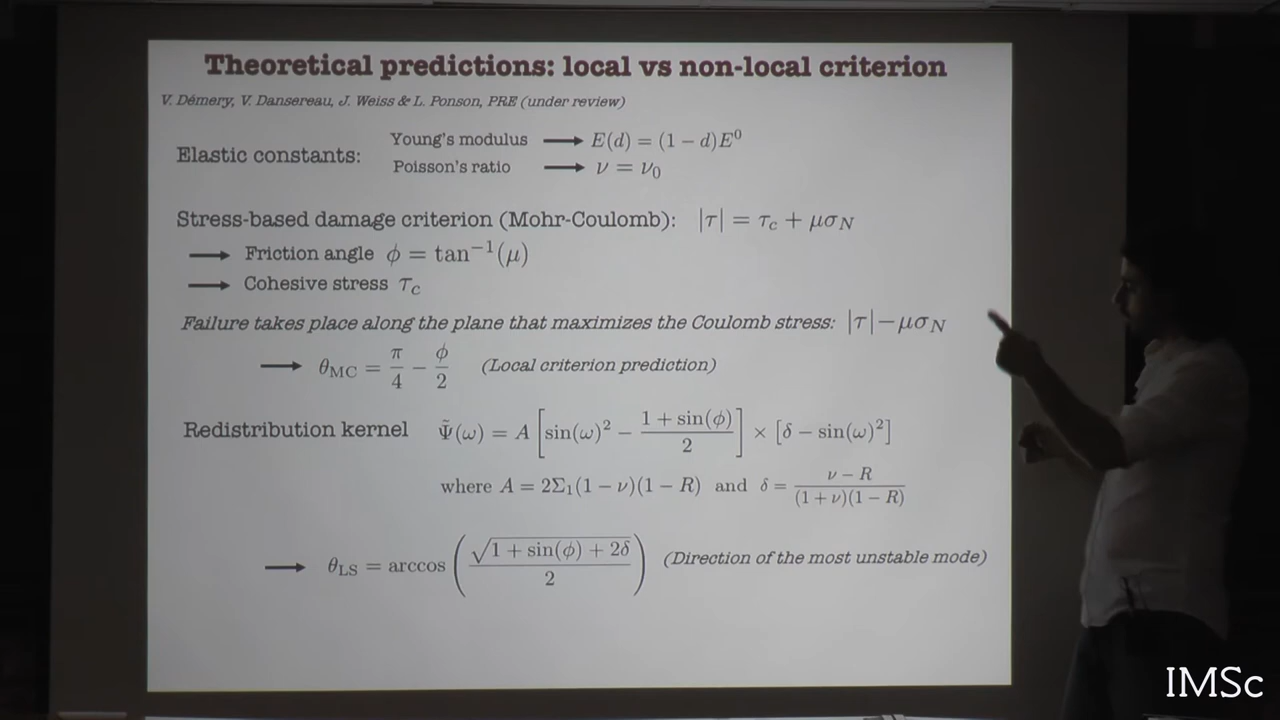 Theoretical predictions: local vs non-local criterion
V. Démery, V. Dansereau, J. Weiss & L. Ponson, PRE (under review)
Elastic constants:
Young's modulus → E(d) = (1 − d)E⁰
Poisson's ratio → ν = ν₀
Stress-based damage criterion (Mohr-Coulomb): |τ| = τ_c + μσ_N
→ Friction angle ϕ = tan⁻¹(μ)
→ Cohesive stress τ_c
Failure takes place along the plane that maximizes the Coulomb stress: |τ|−μσ_N
→ θ_MC = π/4 − ϕ/2 (Local criterion prediction)
Redistribution kernel Ψ̃(ω) = A [sin(ω)² − (1 + sin(ϕ))/2] × [δ − sin(ω)²]
where A = 2Σ₁(1 − ν)(1 − R) and δ = (ν − R)/((1 + ν)(1 − R))
→ θ_LS = arccos (√(1 + sin(ϕ) + 2δ)/2) (Direction of the most unstable mode)
IMSc